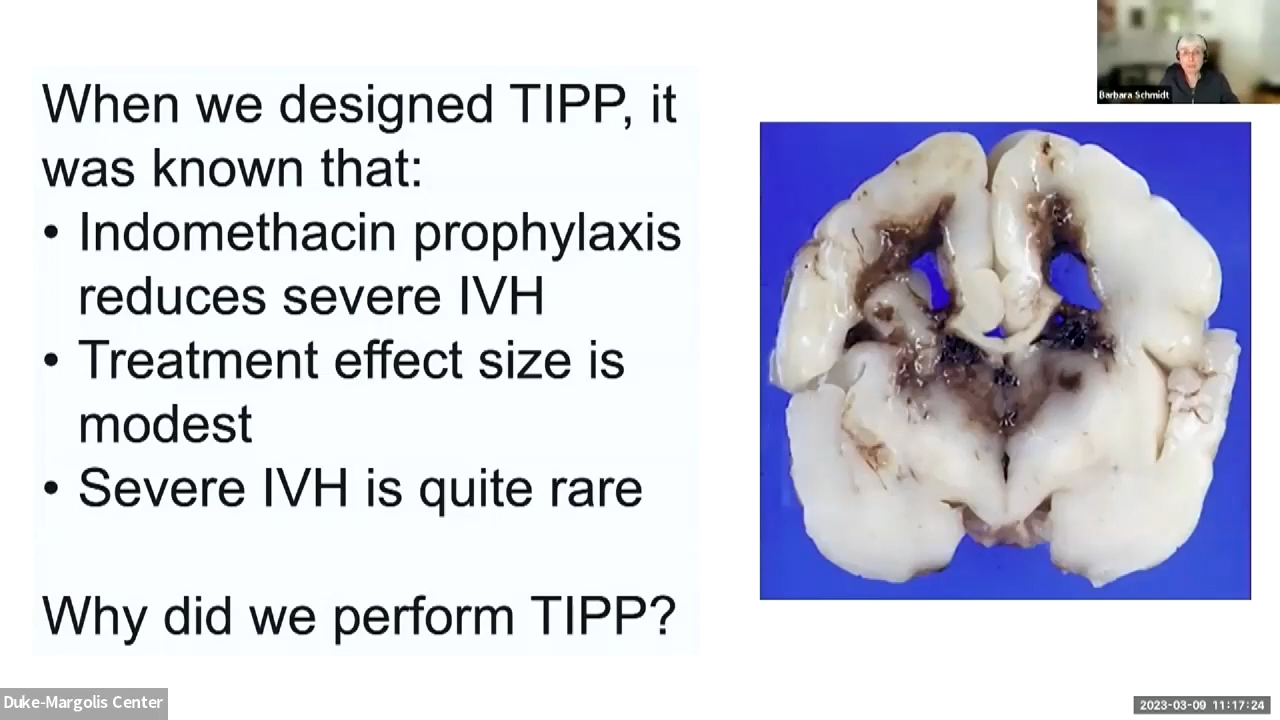 When we designed TIPP, it
was known that:
• Indomethacin prophylaxis
reduces severe IVH
• Treatment effect size is
modest
• Severe IVH is quite rare
Why did we perform TIPP?
Barbara Schmidt
Duke-Margolis Center
2023-03-09 11:17:24